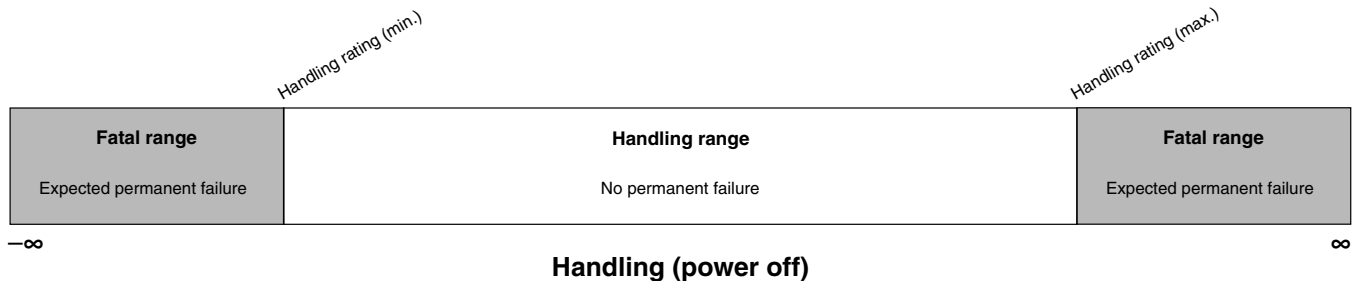 Handling rating (min.)
Handling rating (max.)
Fatal range
Handling range
Fatal range
Expected permanent failure
No permanent failure
Expected permanent failure
–∞
∞
Handling (power off)